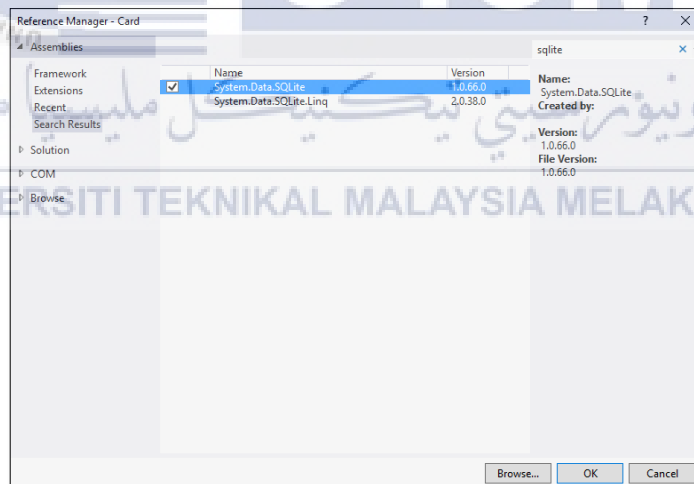 Reference Manager - Card
? X
Assemblies
sqlite ×
Framework
Extensions
Recent
Search Results
Solution
COM
Browse
Name Version
System.Data.SQLite 1.0.66.0
System.Data.SQLite.Linq 2.0.38.0
Name:
System.Data.SQLite
Created by:
Version:
1.0.66.0
File Version:
1.0.66.0
ERSITI TEKNIKAL MALAYSIA MELAK
Browse... OK Cancel